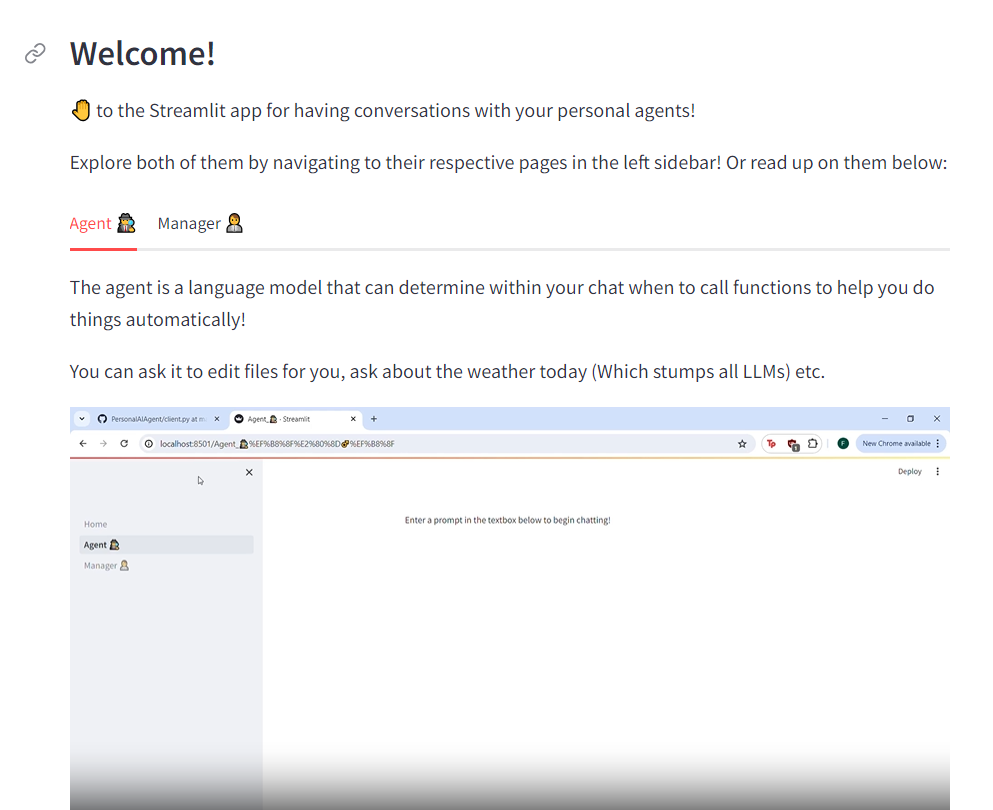 Welcome!
🤚 to the Streamlit app for having conversations with your personal agents!
Explore both of them by navigating to their respective pages in the left sidebar! Or read up on them below:
Agent 🕵️ Manager 🧑‍💼
The agent is a language model that can determine within your chat when to call functions to help you do
things automatically!
You can ask it to edit files for you, ask about the weather today (Which stumps all LLMs) etc.
PersonalAIAgent/client.py at m Agent_🕵️ · Streamlit
localhost:8501/Agent_🕵%EF%B8%8F%E2%80%8D🗣%EF%B8%8F New Chrome available
Deploy
Enter a prompt in the textbox below to begin chatting!
Home
Agent 🕵️
Manager 🧑‍💼